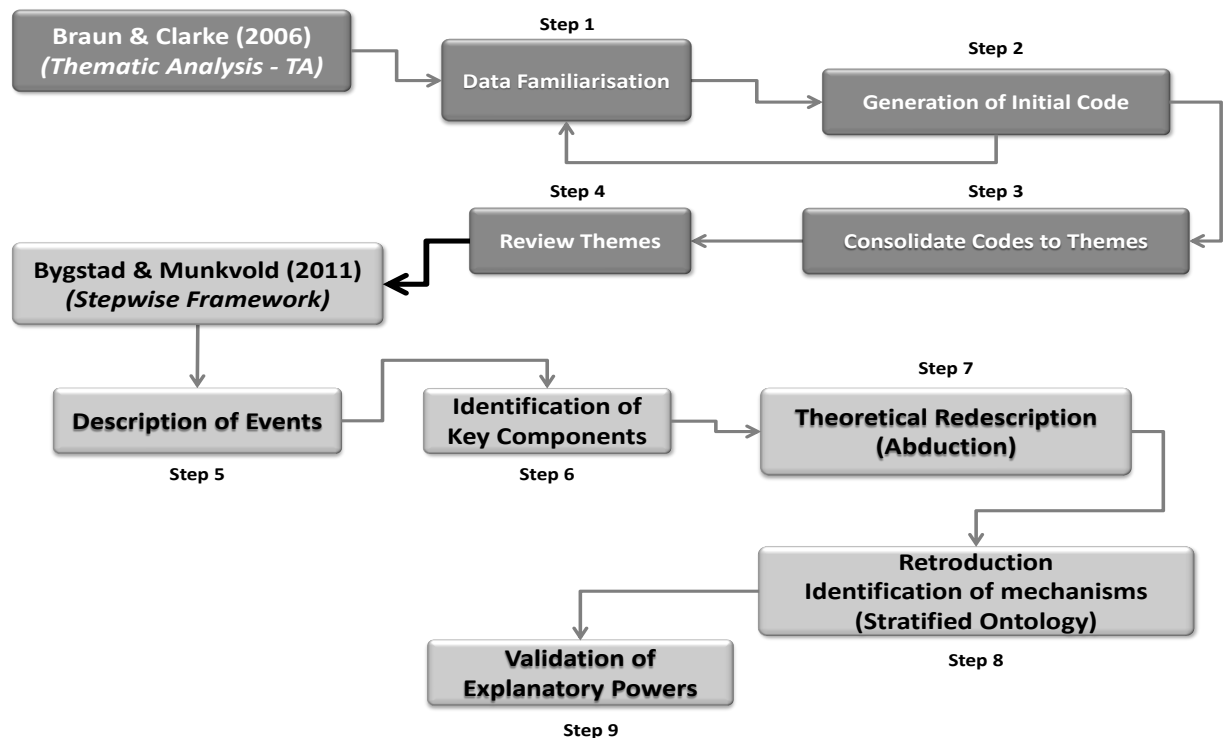 Braun & Clarke (2006)
(Thematic Analysis - TA)
Step 1
Data Familiarisation
Step 2
Generation of Initial Code
Step 3
Consolidate Codes to Themes
Step 4
Review Themes
Bygstad & Munkvold (2011)
(Stepwise Framework)
Description of Events
Step 5
Identification of
Key Components
Step 6
Step 7
Theoretical Redescription
(Abduction)
Retroduction
Identification of mechanisms
(Stratified Ontology)
Step 8
Validation of
Explanatory Powers
Step 9